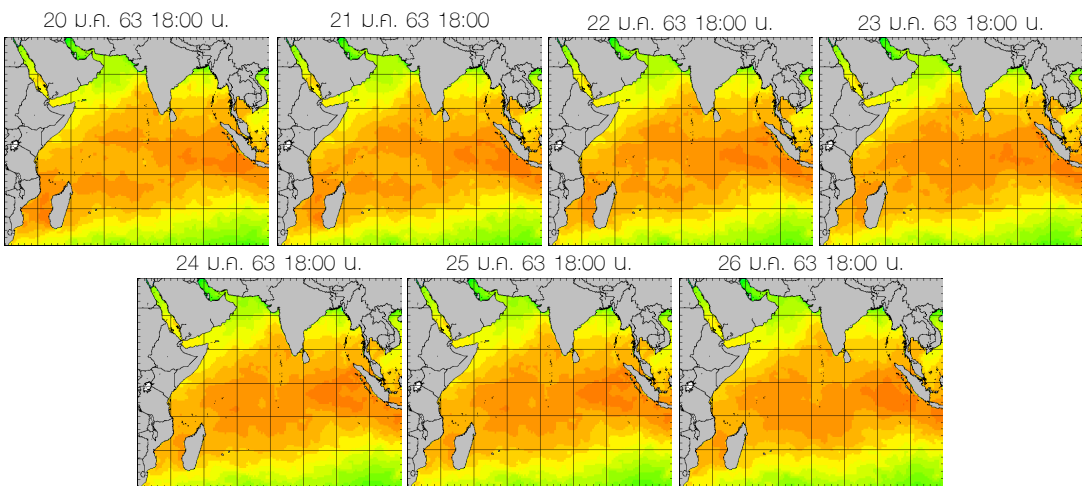 20 ม.ค. 63 18:00 น.
21 ม.ค. 63 18:00
22 ม.ค. 63 18:00 น.
23 ม.ค. 63 18:00 น.
24 ม.ค. 63 18:00 น.
25 ม.ค. 63 18:00 น.
26 ม.ค. 63 18:00 น.